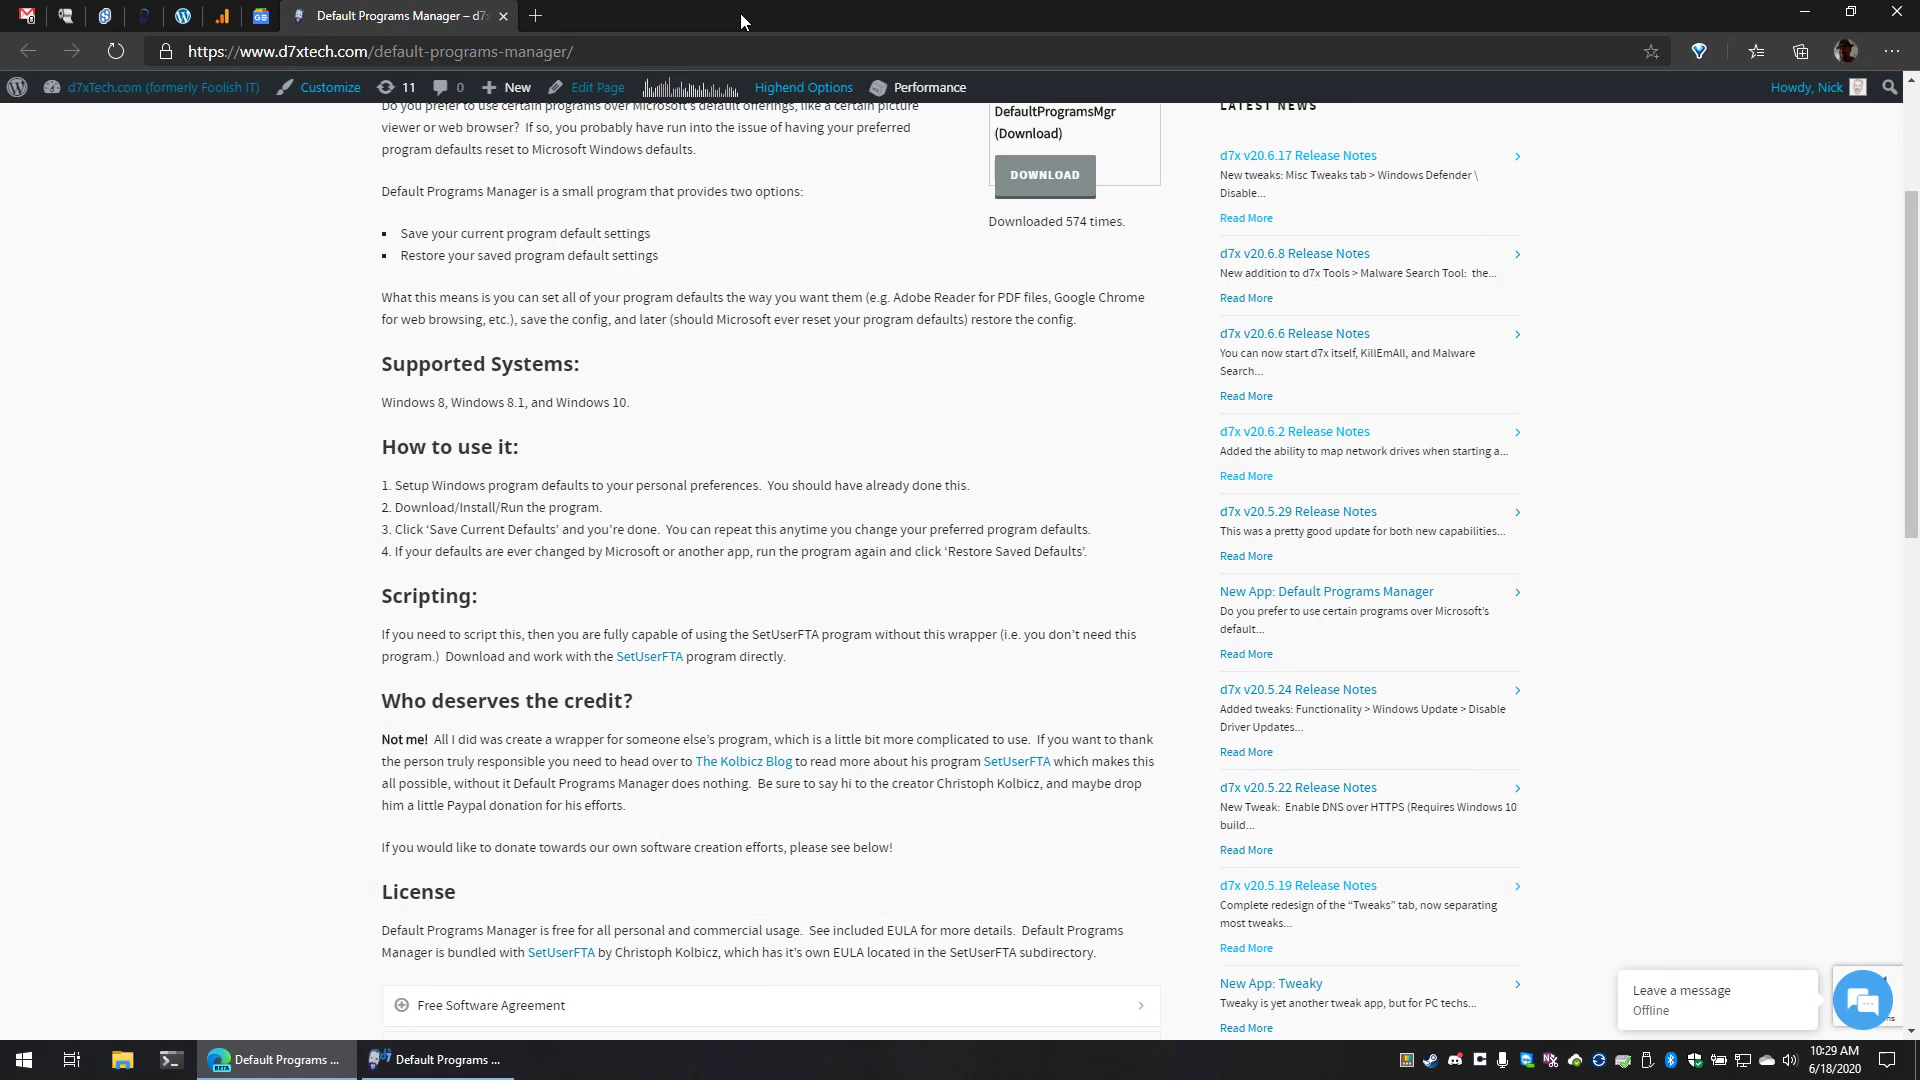 Default Programs Manager – d7x
https://www.d7xtech.com/default-programs-manager/
d7xTech.com (formerly Foolish IT)
Customize
11
0
New
Edit Page
Highend Options
Performance
Howdy, Nick
Do you prefer to use certain programs over Microsoft's default offerings, like a certain picture
viewer or web browser?  If so, you probably have run into the issue of having your preferred
program defaults reset to Microsoft Windows defaults.
Default Programs Manager is a small program that provides two options:
Save your current program default settings
Restore your saved program default settings
What this means is you can set all of your program defaults the way you want them (e.g. Adobe Reader for PDF files, Google Chrome
for web browsing, etc.), save the config, and later (should Microsoft ever reset your program defaults) restore the config.
Supported Systems:
Windows 8, Windows 8.1, and Windows 10.
How to use it:
1. Setup Windows program defaults to your personal preferences.  You should have already done this.
2. Download/Install/Run the program.
3. Click ‘Save Current Defaults’ and you’re done.  You can repeat this anytime you change your preferred program defaults.
4. If your defaults are ever changed by Microsoft or another app, run the program again and click ‘Restore Saved Defaults’.
Scripting:
If you need to script this, then you are fully capable of using the SetUserFTA program without this wrapper (i.e. you don’t need this
program.)  Download and work with the SetUserFTA program directly.
Who deserves the credit?
Not me!  All I did was create a wrapper for someone else’s program, which is a little bit more complicated to use.  If you want to thank
the person truly responsible you need to head over to The Kolbicz Blog to read more about his program SetUserFTA which makes this
all possible, without it Default Programs Manager does nothing.  Be sure to say hi to the creator Christoph Kolbicz, and maybe drop
him a little Paypal donation for his efforts.
If you would like to donate towards our own software creation efforts, please see below!
License
Default Programs Manager is free for all personal and commercial usage.  See included EULA for more details.  Default Programs
Manager is bundled with SetUserFTA by Christoph Kolbicz, which has it’s own EULA located in the SetUserFTA subdirectory.
Free Software Agreement
DefaultProgramsMgr
(Download)
DOWNLOAD
Downloaded 574 times.
LATEST NEWS
d7x v20.6.17 Release Notes
New tweaks: Misc Tweaks tab > Windows Defender \
Disable...
Read More
d7x v20.6.8 Release Notes
New addition to d7x Tools > Malware Search Tool:  the...
Read More
d7x v20.6.6 Release Notes
You can now start d7x itself, KillEmAll, and Malware
Search...
Read More
d7x v20.6.2 Release Notes
Added the ability to map network drives when starting a...
Read More
d7x v20.5.29 Release Notes
This was a pretty good update for both new capabilities...
Read More
New App: Default Programs Manager
Do you prefer to use certain programs over Microsoft’s
default...
Read More
d7x v20.5.24 Release Notes
Added tweaks: Functionality > Windows Update > Disable
Driver Updates...
Read More
d7x v20.5.22 Release Notes
New Tweak:  Enable DNS over HTTPS (Requires Windows 10
build...
Read More
d7x v20.5.19 Release Notes
Complete redesign of the “Tweaks” tab, now separating
most tweaks...
Read More
New App: Tweaky
Tweaky is yet another tweak app, but for PC techs...
Read More
Leave a message
Offline
Default Programs ...
Default Programs ...
10:29 AM
6/18/2020